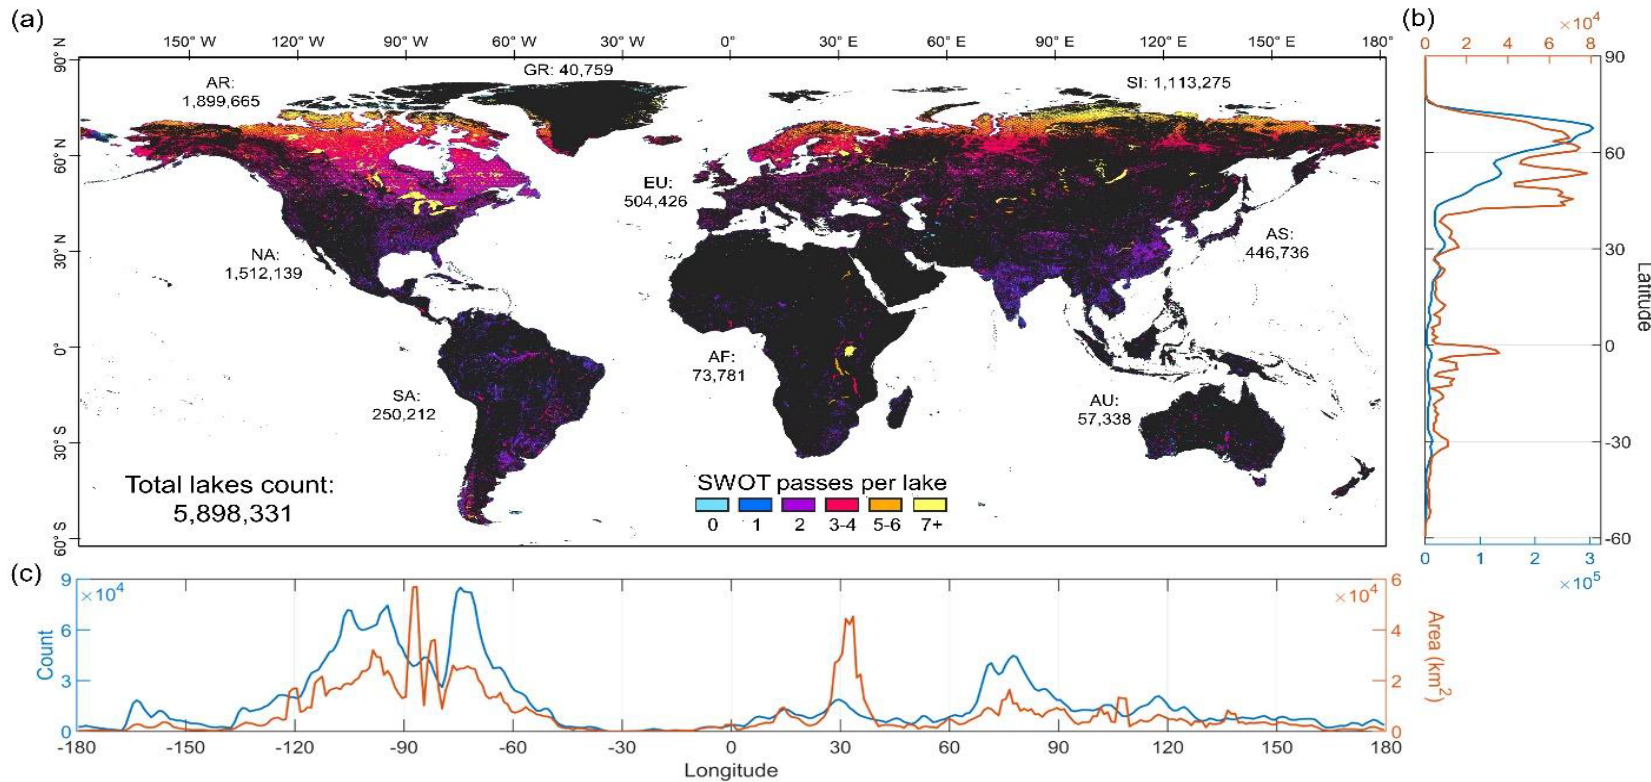 (a)
150° W 120° W 90° W 60° W 30° W 0° 30° E 60° E 90° E 120° E 150° E 180°
90° N
60° N
30° N
0°
30° S
60° S
AR:
1,899,665
GR: 40,759
SI: 1,113,275
EU:
504,426
NA:
1,512,139
AS:
446,736
AF:
73,781
SA:
250,212
AU:
57,338
Total lakes count:
5,898,331
SWOT passes per lake
0 1 2 3-4 5-6 7+
(b)
×10⁴
0 2 4 6 8
90
60
30
0
-30
-60
Latitude
0 1 2 3
×10⁵
(c)
×10⁴
9
6
3
0
Count
×10⁴
6
4
2
0
Area (km²)
-180 -150 -120 -90 -60 -30 0 30 60 90 120 150 180
Longitude